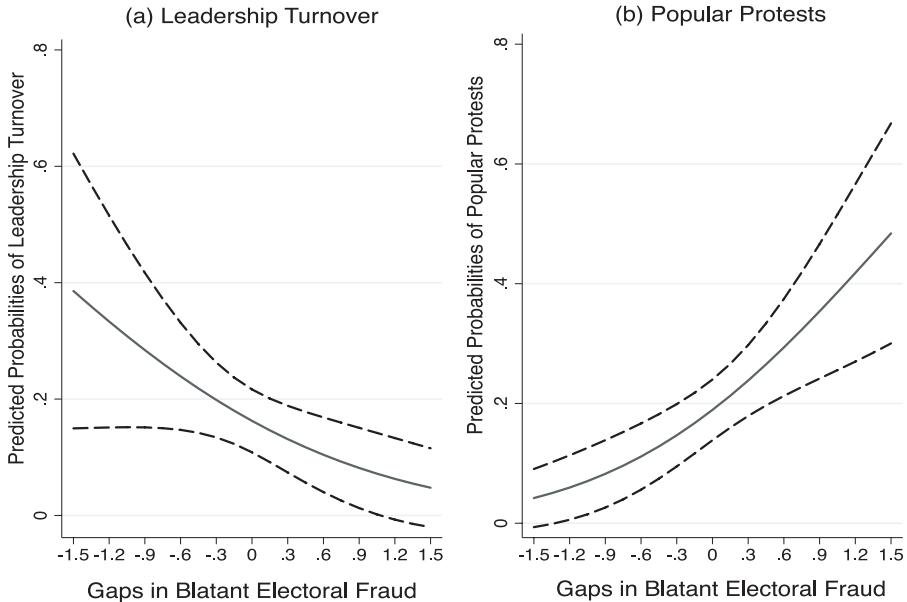 (a) Leadership Turnover
Predicted Probabilities of Leadership Turnover
.8
.6
.4
.2
0
-1.5 -1.2 -.9 -.6 -.3 0 .3 .6 .9 1.2 1.5
Gaps in Blatant Electoral Fraud
(b) Popular Protests
Predicted Probabilities of Popular Protests
.8
.6
.4
.2
0
-1.5 -1.2 -.9 -.6 -.3 0 .3 .6 .9 1.2 1.5
Gaps in Blatant Electoral Fraud